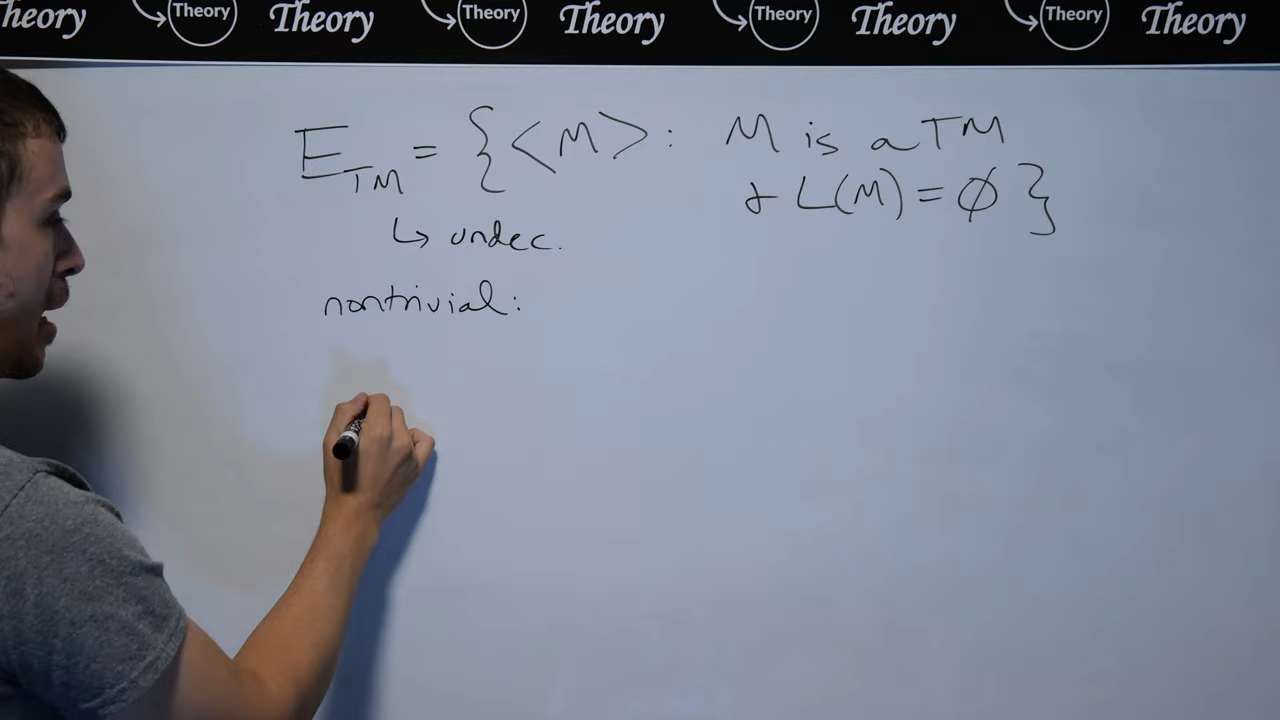 Theory Theory Theory Theory Theory Theory Theory Theory Theory
E_TM = {<M>: M is a TM
& L(M) = ∅}
↳ undec.
nontrivial: